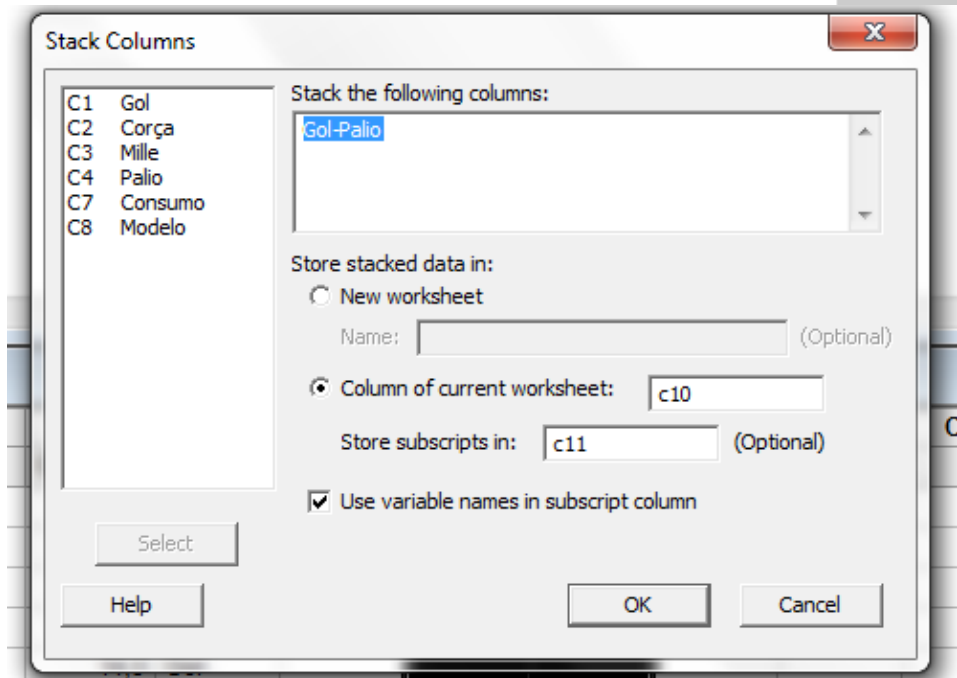 Stack Columns
C1 Gol
C2 Corça
C3 Mille
C4 Palio
C7 Consumo
C8 Modelo
Select
Help
Stack the following columns:
Gol-Palio
Store stacked data in:
New worksheet
Name: (Optional)
Column of current worksheet: c10
Store subscripts in: c11 (Optional)
Use variable names in subscript column
OK Cancel